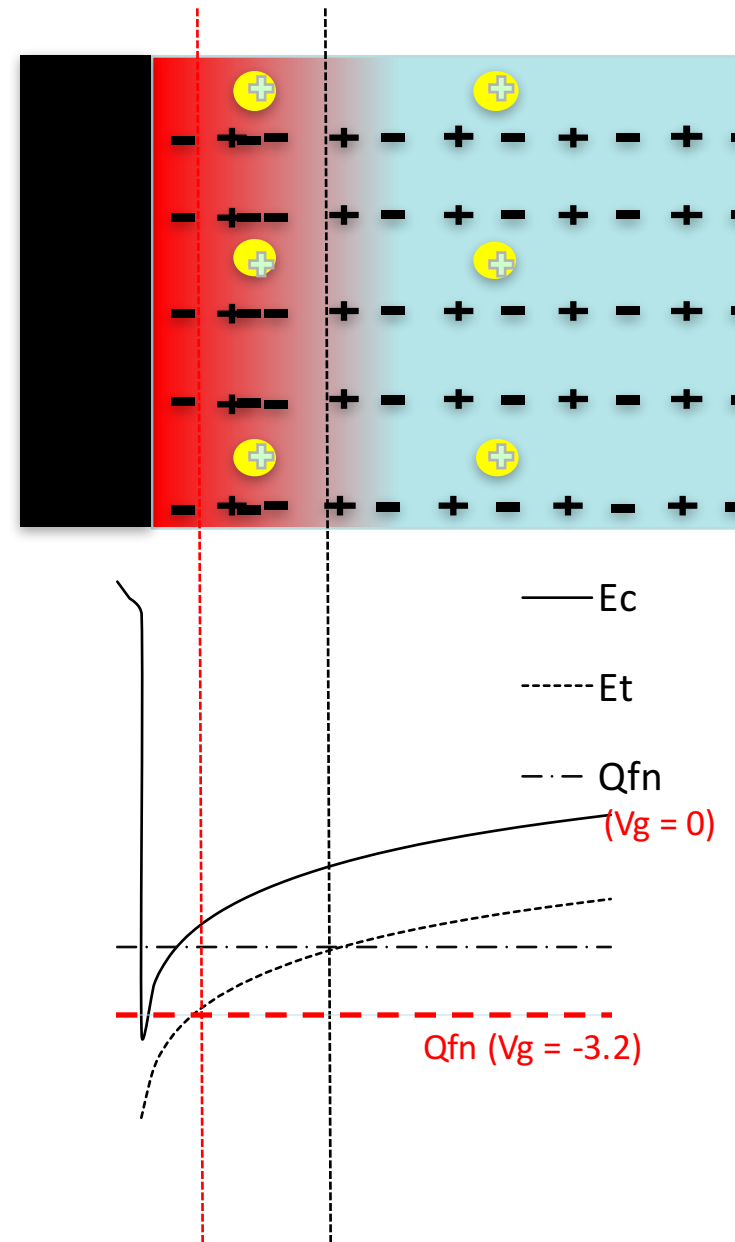 Ec
Et
Qfn
(Vg = 0)
Qfn (Vg = -3.2)